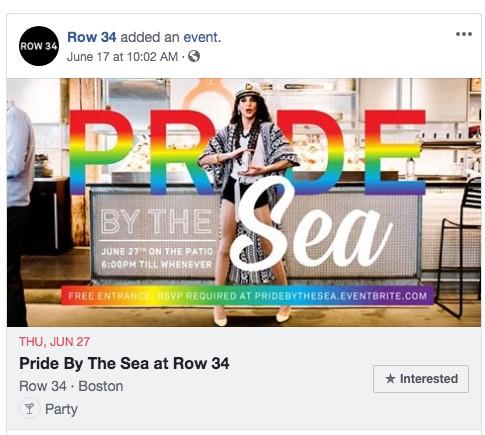 ROW 34
Row 34 added an event.
June 17 at 10:02 AM ·
PRIDE
BY THE
Sea
JUNE 27TH ON THE PATIO
6:00PM TILL WHENEVER
FREE ENTRANCE, RSVP REQUIRED AT PRIDEBYTHESEA.EVENTBRITE.COM
THU, JUN 27
Pride By The Sea at Row 34
Row 34 · Boston
Party
★ Interested